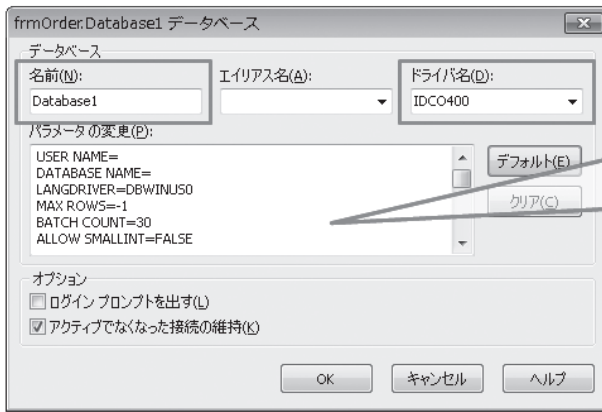 frmOrder.Database1 データベース
データベース
名前(N):
エイリアス名(A):
ドライバ名(D):
Database1
IDCO400
パラメータの変更(P):
USER NAME=
DATABASE NAME=
LANGDRIVER=DBWINUS0
MAX ROWS=-1
BATCH COUNT=30
ALLOW SMALLINT=FALSE
デフォルト(E)
クリア(C)
オプション
ログイン プロンプトを出す(L)
アクティブでなくなった接続の維持(K)
OK
キャンセル
ヘルプ